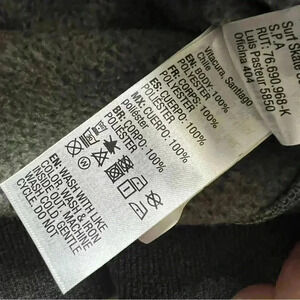 Surf Skate
S.P.A
RUT: 76.690.968-K
Luis Pasteur 5850
Oficina 404
Vitacura, Santiago
Chile
EN: BODY: 100%
POLYESTER
FR: CORPS: 100%
POLYESTER
ES: CUERPO: 100%
POLIÉSTER
MX: CUERPO: 100%
poliéster
BR: CORPO: 100%
POLIÉSTER
EN: WASH WITH LIKE
COLOUR. WASH & IRON
INSIDE OUT. MACHINE
WASH COLD. GENTLE
CYCLE. DO NOT